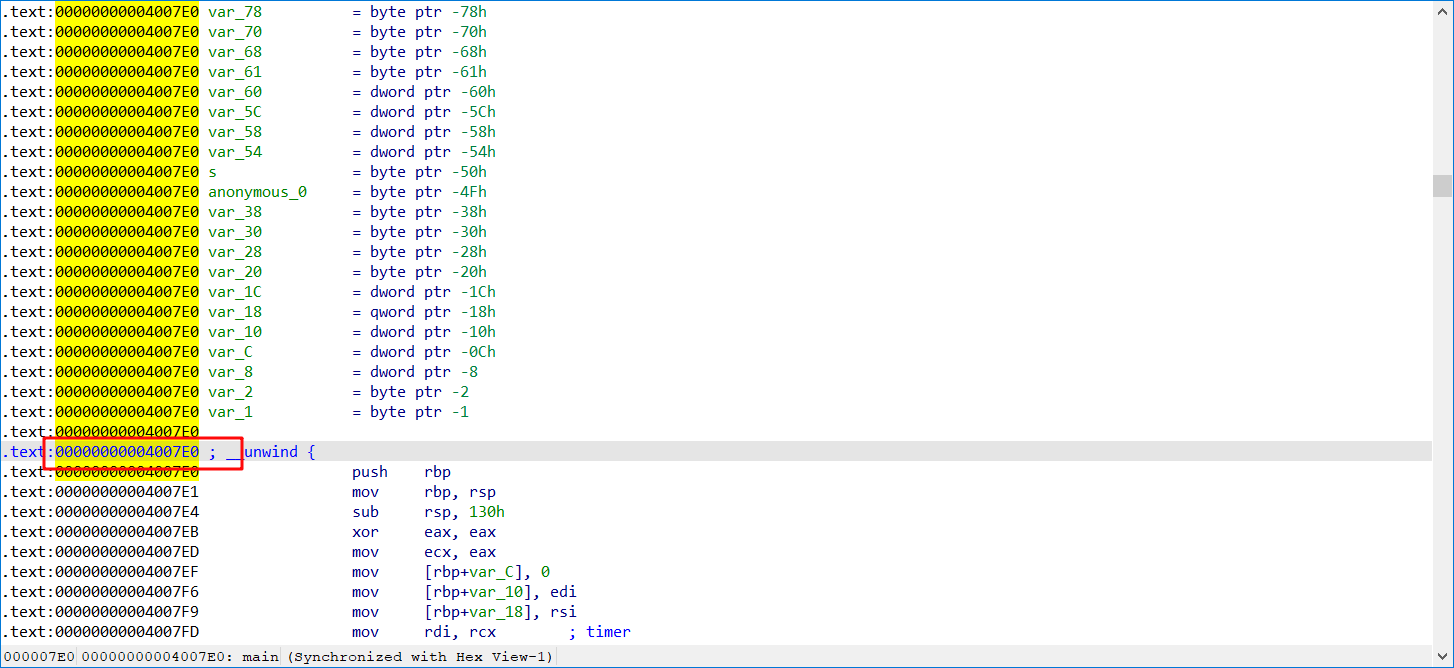 .text:00000000004007E0 var_78 = byte ptr -78h
.text:00000000004007E0 var_70 = byte ptr -70h
.text:00000000004007E0 var_68 = byte ptr -68h
.text:00000000004007E0 var_61 = byte ptr -61h
.text:00000000004007E0 var_60 = dword ptr -60h
.text:00000000004007E0 var_5C = dword ptr -5Ch
.text:00000000004007E0 var_58 = dword ptr -58h
.text:00000000004007E0 var_54 = dword ptr -54h
.text:00000000004007E0 s = byte ptr -50h
.text:00000000004007E0 anonymous_0 = byte ptr -4Fh
.text:00000000004007E0 var_38 = byte ptr -38h
.text:00000000004007E0 var_30 = byte ptr -30h
.text:00000000004007E0 var_28 = byte ptr -28h
.text:00000000004007E0 var_20 = byte ptr -20h
.text:00000000004007E0 var_1C = dword ptr -1Ch
.text:00000000004007E0 var_18 = qword ptr -18h
.text:00000000004007E0 var_10 = dword ptr -10h
.text:00000000004007E0 var_C = dword ptr -0Ch
.text:00000000004007E0 var_8 = dword ptr -8
.text:00000000004007E0 var_2 = byte ptr -2
.text:00000000004007E0 var_1 = byte ptr -1
.text:00000000004007E0
.text:00000000004007E0 ; __unwind {
.text:00000000004007E0 push rbp
.text:00000000004007E1 mov rbp, rsp
.text:00000000004007E4 sub rsp, 130h
.text:00000000004007EB xor eax, eax
.text:00000000004007ED mov ecx, eax
.text:00000000004007EF mov [rbp+var_C], 0
.text:00000000004007F6 mov [rbp+var_10], edi
.text:00000000004007F9 mov [rbp+var_18], rsi
.text:00000000004007FD mov rdi, rcx ; timer
000007E0 00000000004007E0: main (Synchronized with Hex View-1)